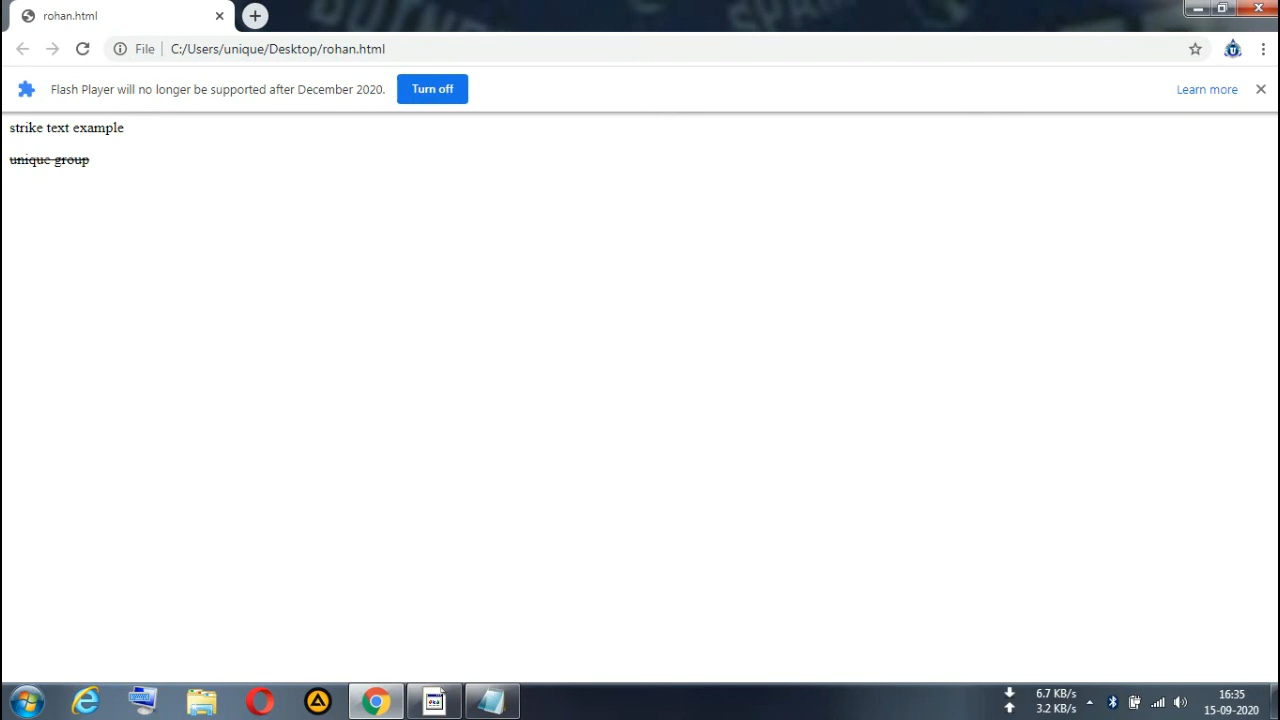 rohan.html
File C:/Users/unique/Desktop/rohan.html
Flash Player will no longer be supported after December 2020. Turn off Learn more
strike text example
unique group
6.7 KB/s 16:35
3.2 KB/s 15-09-2020